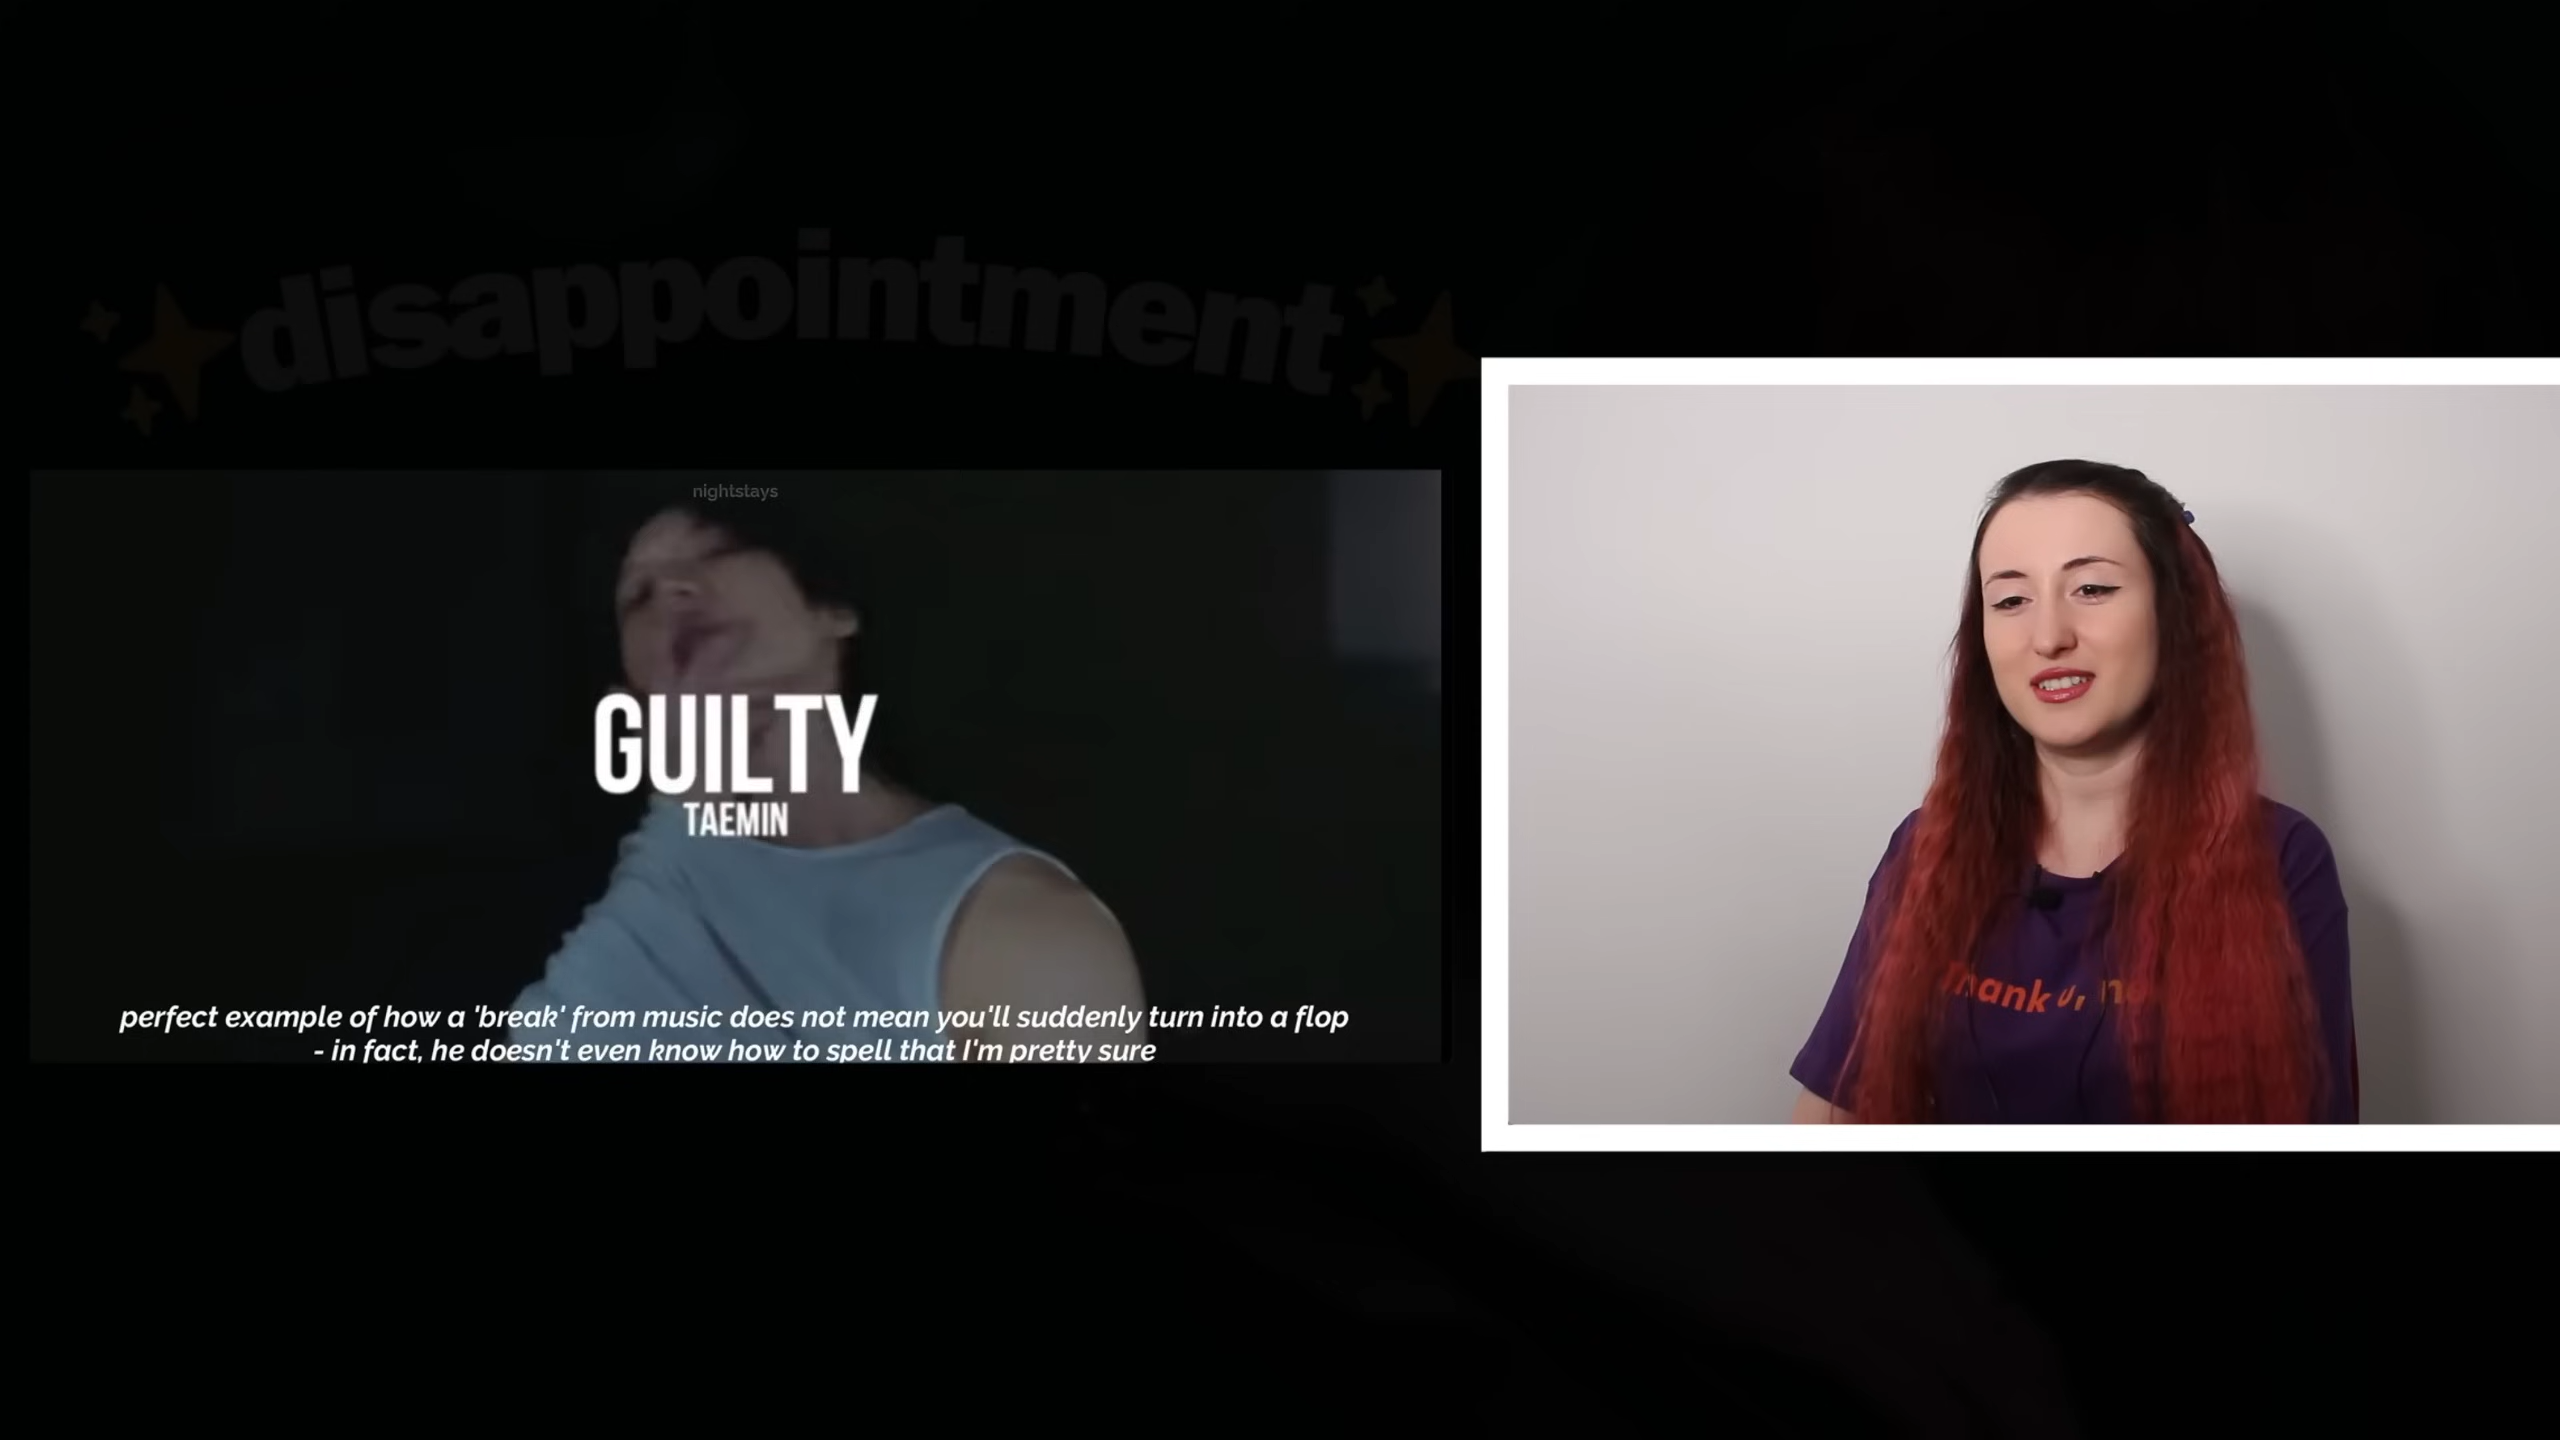 disappointment
nightstays
GUILTY
TAEMIN
perfect example of how a 'break' from music does not mean you'll suddenly turn into a flop
- in fact, he doesn't even know how to spell that I'm pretty sure
Thank u,